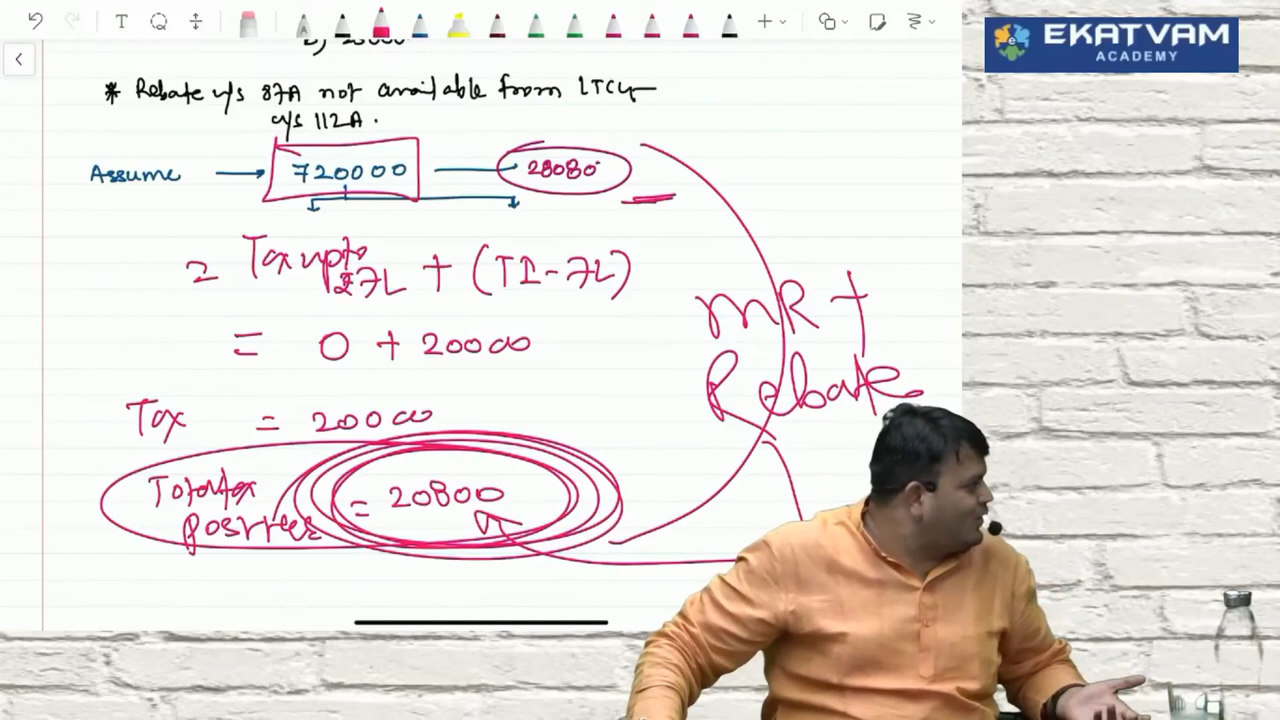 EKATVAM
ACADEMY
* Rebate u/s 87A not available from LTCG
u/s 112A.
Assume → 720000 — 28080
= Tax upto 7L + (TI-7L)
= 0 + 20000
MR +
Rebate
Tax = 20000
Total tax = 20800
T
A
e